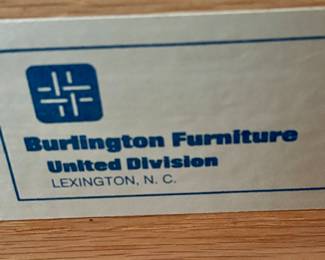 Burlington Furniture
United Division
LEXINGTON, N. C.